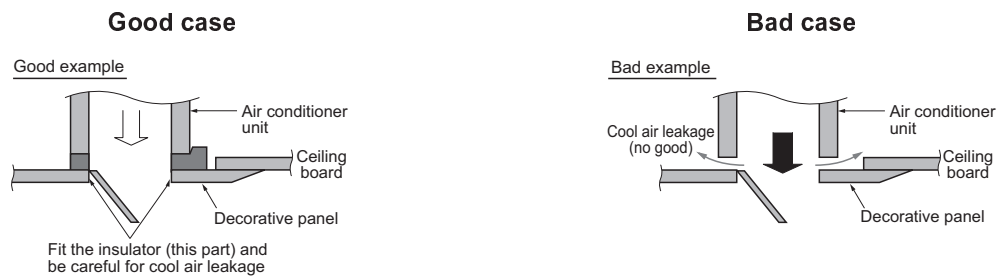 Good case
Good example
Air conditioner
unit
Ceiling
board
Decorative panel
Fit the insulator (this part) and
be careful for cool air leakage
Bad case
Bad example
Cool air leakage
(no good)
Air conditioner
unit
Ceiling
board
Decorative panel